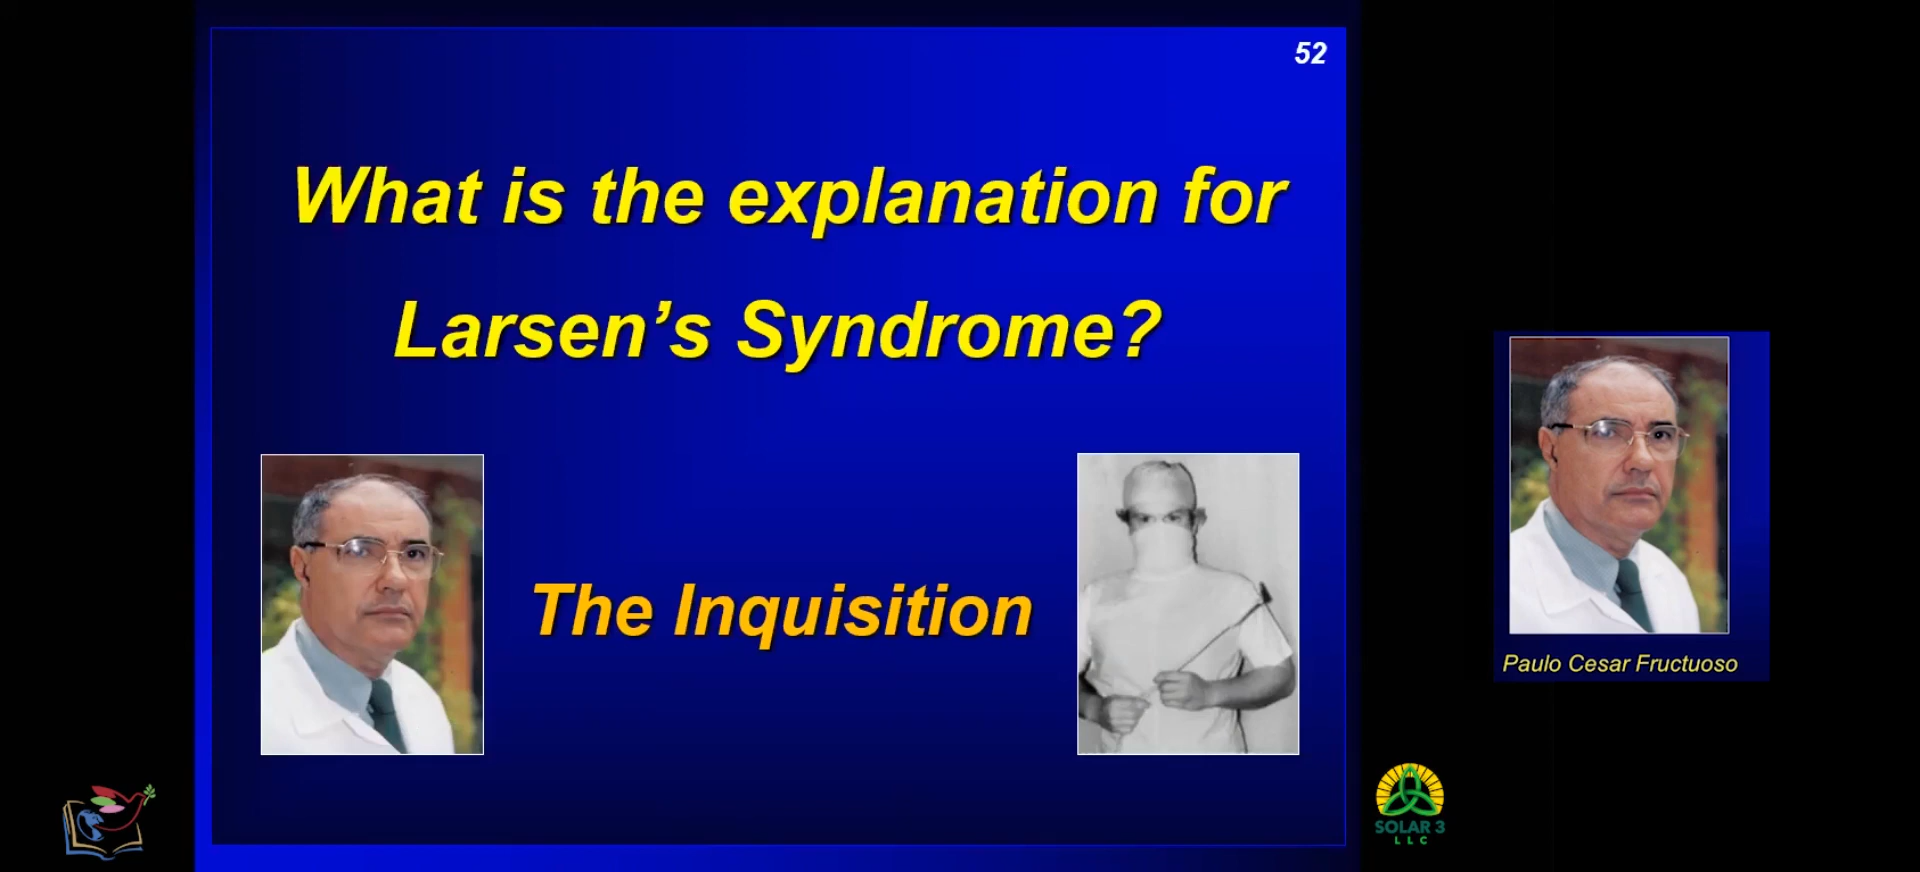 52
What is the explanation for
Larsen’s Syndrome?
The Inquisition
Paulo Cesar Fructuoso
SOLAR 3
LLC